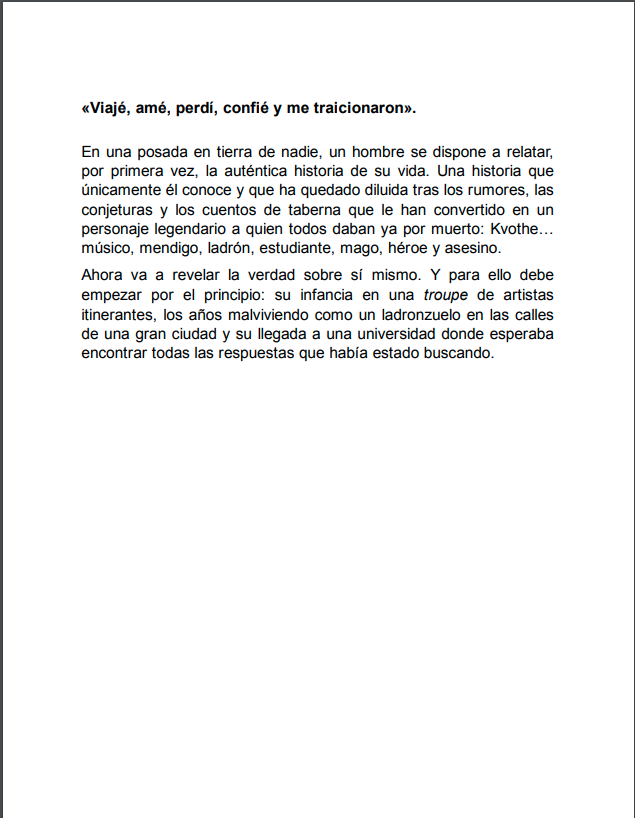 «Viajé, amé, perdí, confié y me traicionaron».
En una posada en tierra de nadie, un hombre se dispone a relatar,
por primera vez, la auténtica historia de su vida. Una historia que
únicamente él conoce y que ha quedado diluida tras los rumores, las
conjeturas y los cuentos de taberna que le han convertido en un
personaje legendario a quien todos daban ya por muerto: Kvothe…
músico, mendigo, ladrón, estudiante, mago, héroe y asesino.
Ahora va a revelar la verdad sobre sí mismo. Y para ello debe
empezar por el principio: su infancia en una troupe de artistas
itinerantes, los años malviviendo como un ladronzuelo en las calles
de una gran ciudad y su llegada a una universidad donde esperaba
encontrar todas las respuestas que había estado buscando.